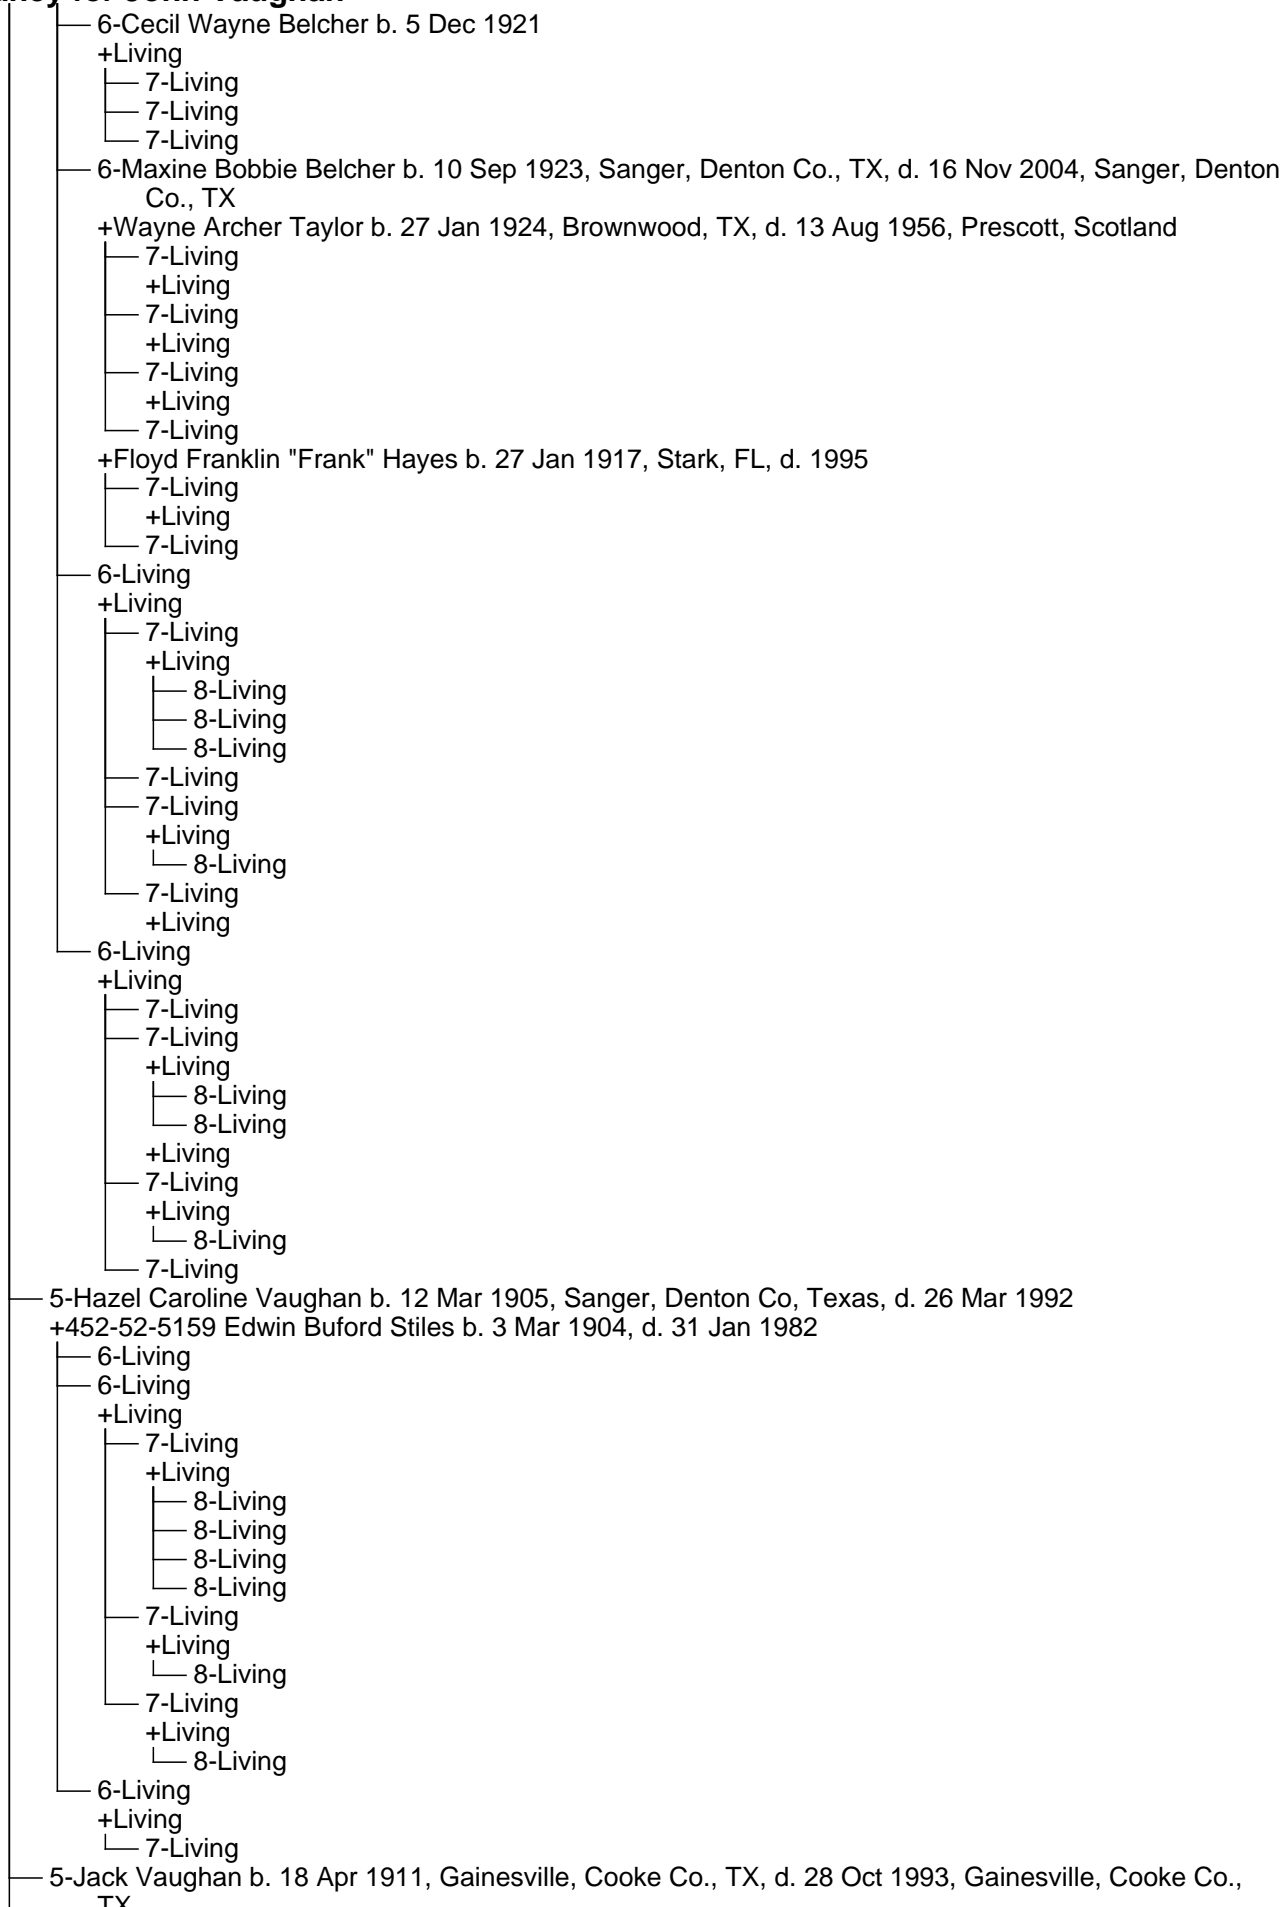 for John Vaughan
6-Cecil Wayne Belcher b. 5 Dec 1921
+Living
7-Living
7-Living
7-Living
6-Maxine Bobbie Belcher b. 10 Sep 1923, Sanger, Denton Co., TX, d. 16 Nov 2004, Sanger, Denton
Co., TX
+Wayne Archer Taylor b. 27 Jan 1924, Brownwood, TX, d. 13 Aug 1956, Prescott, Scotland
7-Living
+Living
7-Living
+Living
7-Living
+Living
7-Living
+Floyd Franklin "Frank" Hayes b. 27 Jan 1917, Stark, FL, d. 1995
7-Living
+Living
7-Living
6-Living
+Living
7-Living
+Living
8-Living
8-Living
8-Living
7-Living
7-Living
+Living
8-Living
7-Living
+Living
6-Living
+Living
7-Living
7-Living
+Living
8-Living
8-Living
+Living
7-Living
+Living
8-Living
7-Living
5-Hazel Caroline Vaughan b. 12 Mar 1905, Sanger, Denton Co, Texas, d. 26 Mar 1992
+452-52-5159 Edwin Buford Stiles b. 3 Mar 1904, d. 31 Jan 1982
6-Living
6-Living
+Living
7-Living
+Living
8-Living
8-Living
8-Living
8-Living
7-Living
+Living
8-Living
7-Living
+Living
8-Living
6-Living
+Living
7-Living
5-Jack Vaughan b. 18 Apr 1911, Gainesville, Cooke Co., TX, d. 28 Oct 1993, Gainesville, Cooke Co.,
TX